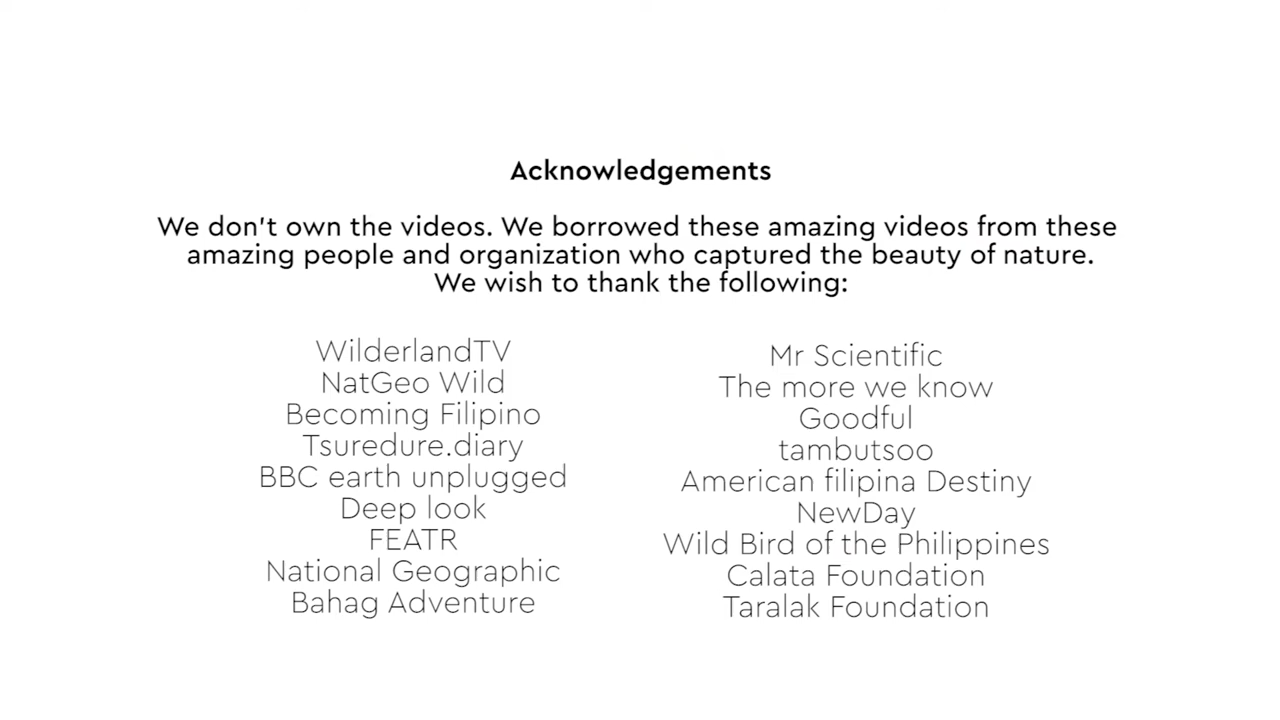 Acknowledgements
We don't own the videos. We borrowed these amazing videos from these
amazing people and organization who captured the beauty of nature.
We wish to thank the following:
WilderlandTV
NatGeo Wild
Becoming Filipino
Tsuredure.diary
BBC earth unplugged
Deep look
FEATR
National Geographic
Bahag Adventure
Mr Scientific
The more we know
Goodful
tambutsoo
American filipina Destiny
NewDay
Wild Bird of the Philippines
Calata Foundation
Taralak Foundation